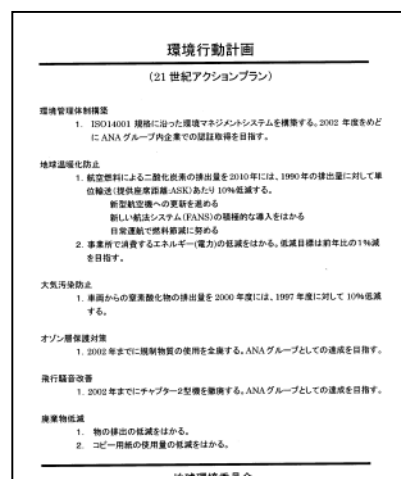 環境行動計画
(21世紀アクションプラン)
環境管理体制構築
1. ISO14001 規格に沿った環境マネジメントシステムを構築する。2002 年度をめど
にANAグループ内企業での認証取得を目指す。
地球温暖化防止
1. 航空燃料による二酸化炭素の排出量を2010年には、1990年の排出量に対して単
位輸送(提供座席距離:ASK)あたり 10%低減する。
新型航空機への更新を進める
新しい航法システム(FANS)の積極的な導入をはかる
日常運航で燃料節減に努める
2. 事業所で消費するエネルギー(電力)の低減をはかる。低減目標は前年比の1%減
を目指す。
大気汚染防止
1. 車両からの窒素酸化物の排出量を 2000 年度には、1997年度に対して 10%低減
する。
オゾン層保護対策
1. 2002年までに規制物質の使用を全廃する。ANAグループとしての達成を目指す。
飛行騒音改善
1. 2002年までにチャプター2型機を撤廃する。ANAグループとしての達成を目指す。
廃棄物低減
1. 物の排出の低減をはかる。
2. コピー用紙の使用量の低減をはかる。
地球環境委員会